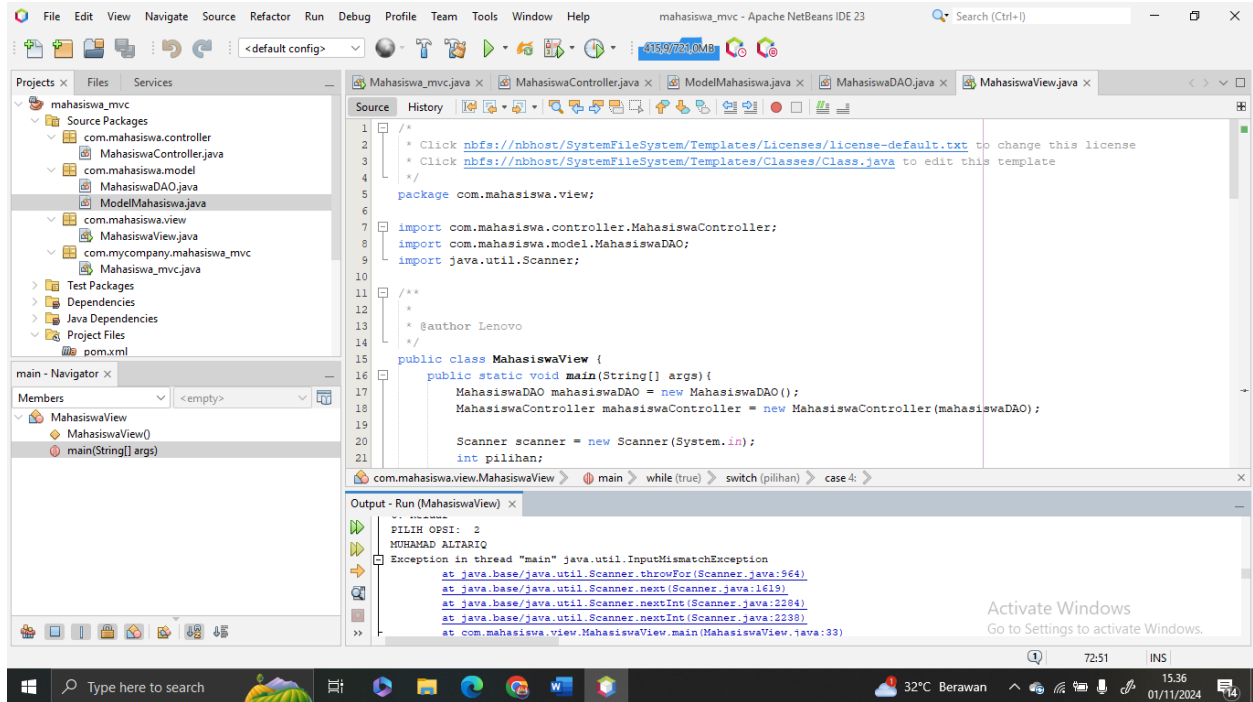 File Edit View Navigate Source Refactor Run Debug Profile Team Tools Window Help
mahasiswa_mvc - Apache NetBeans IDE 23
Search (Ctrl+I)
<default config>
415,9/721,0MB
Projects
Files
Services
mahasiswa_mvc
Source Packages
com.mahasiswa.controller
MahasiswaController.java
com.mahasiswa.model
MahasiswaDAO.java
ModelMahasiswa.java
com.mahasiswa.view
MahasiswaView.java
com.mycompany.mahasiswa_mvc
Mahasiswa_mvc.java
Test Packages
Dependencies
Java Dependencies
Project Files
pom.xml
main - Navigator
Members
<empty>
MahasiswaView
MahasiswaView()
main(String[] args)
Mahasiswa_mvc.java
MahasiswaController.java
ModelMahasiswa.java
MahasiswaDAO.java
MahasiswaView.java
Source
History
1 /*
2 * Click nbfs://nbhost/SystemFileSystem/Templates/Licenses/license-default.txt to change this license
3 * Click nbfs://nbhost/SystemFileSystem/Templates/Classes/Class.java to edit this template
4 */
5 package com.mahasiswa.view;
6
7 import com.mahasiswa.controller.MahasiswaController;
8 import com.mahasiswa.model.MahasiswaDAO;
9 import java.util.Scanner;
10
11 /**
12 *
13 * @author Lenovo
14 */
15 public class MahasiswaView {
16 public static void main(String[] args){
17 MahasiswaDAO mahasiswaDAO = new MahasiswaDAO();
18 MahasiswaController mahasiswaController = new MahasiswaController(mahasiswaDAO);
19
20 Scanner scanner = new Scanner(System.in);
21 int pilihan;
com.mahasiswa.view.MahasiswaView
main
while (true)
switch (pilihan)
case 4:
Output - Run (MahasiswaView)
PILIH OPSI: 2
MUHAMAD ALTARIQ
Exception in thread "main" java.util.InputMismatchException
at java.base/java.util.Scanner.throwFor(Scanner.java:964)
at java.base/java.util.Scanner.next(Scanner.java:1619)
at java.base/java.util.Scanner.nextInt(Scanner.java:2284)
at java.base/java.util.Scanner.nextInt(Scanner.java:2238)
at com.mahasiswa.view.MahasiswaView.main(MahasiswaView.java:33)
Activate Windows
Go to Settings to activate Windows.
1
72:51
INS
Type here to search
32°C Berawan
15.36
01/11/2024
14